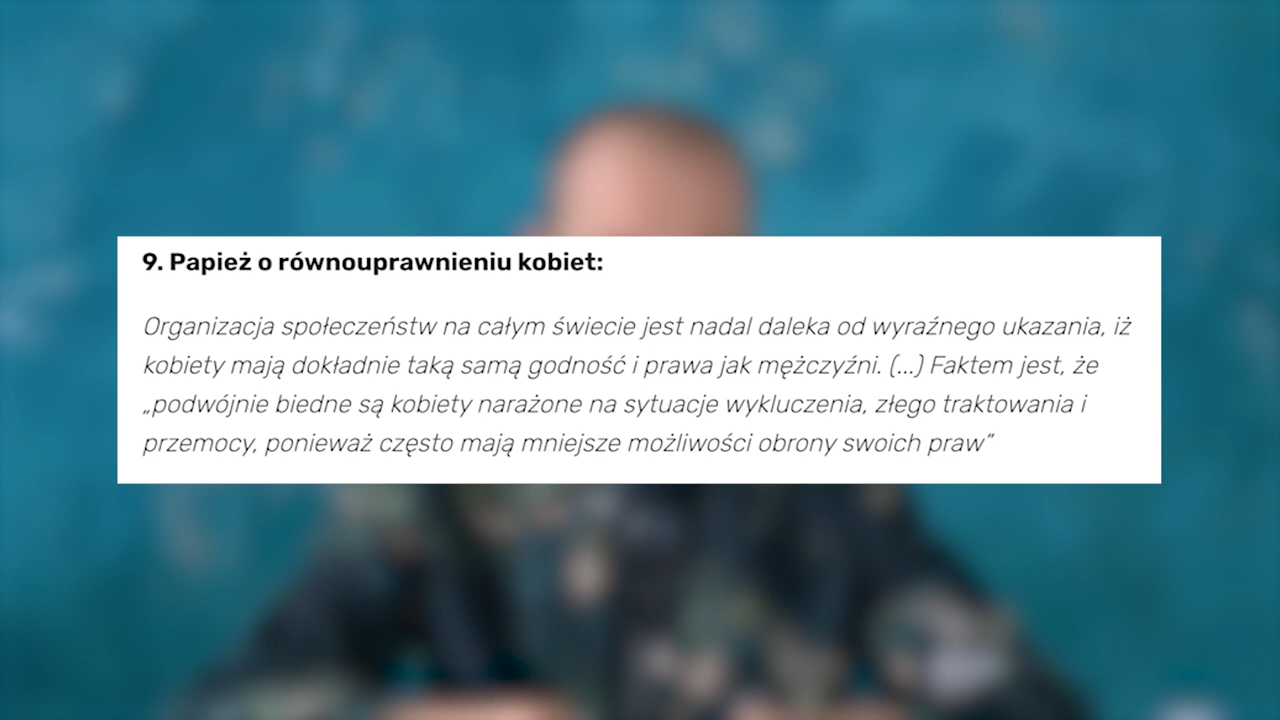 9. Papież o równouprawnieniu kobiet:
Organizacja społeczeństw na całym świecie jest nadal daleka od wyraźnego ukazania, iż
kobiety mają dokładnie taką samą godność i prawa jak mężczyźni. (...) Faktem jest, że
„podwójnie biedne są kobiety narażone na sytuacje wykluczenia, złego traktowania i
przemocy, ponieważ często mają mniejsze możliwości obrony swoich praw”